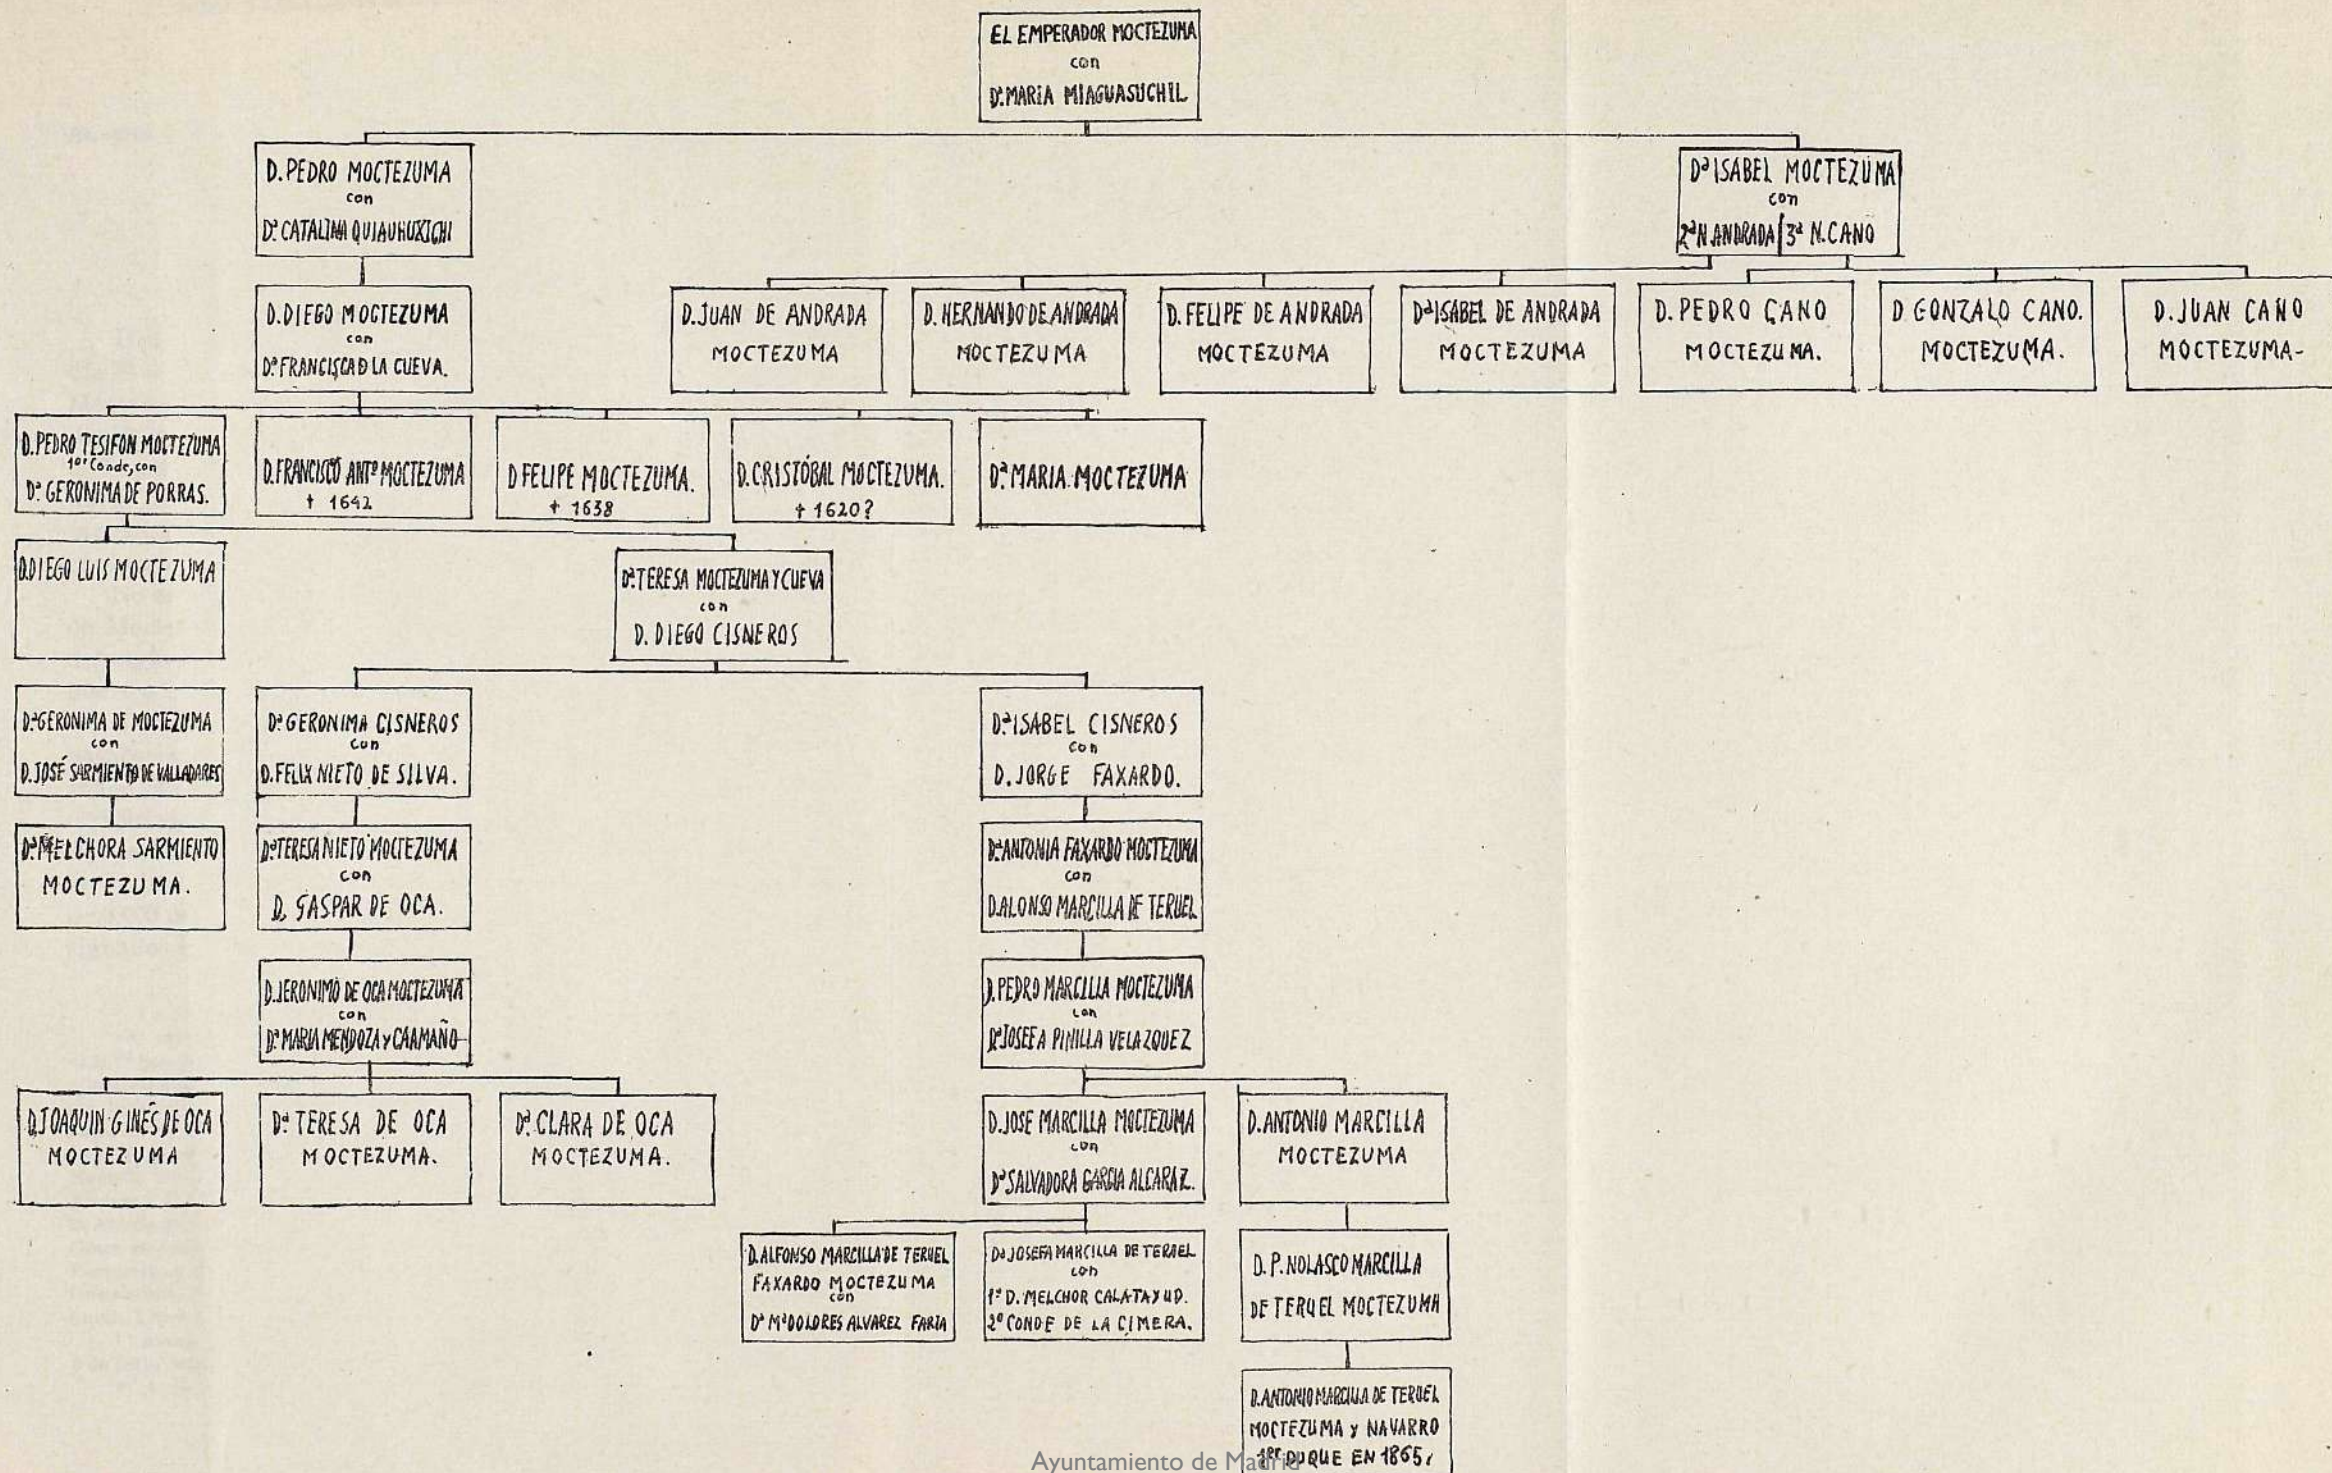 EL EMPERADOR MOCTEZUMA
con
Dª MARIA MIAGUASUCHIL
D. PEDRO MOCTEZUMA
con
Dª CATALINA QUIAUHUXICHI
Dª ISABEL MOCTEZUMA
con
2ª N. ANDRADA / 3ª N. CANO
D. DIEGO MOCTEZUMA
con
Dª FRANCISCA D LA CUEVA.
D. JUAN DE ANDRADA
MOCTEZUMA
D. HERNANDO DE ANDRADA
MOCTEZUMA
D. FELIPE DE ANDRADA
MOCTEZUMA
Dª ISABEL DE ANDRADA
MOCTEZUMA
D. PEDRO CANO
MOCTEZUMA.
D GONZALO CANO.
MOCTEZUMA.
D. JUAN CANO
MOCTEZUMA-
D. PEDRO TESIFON MOCTEZUMA
1er Conde, con
Dª GERONIMA DE PORRAS.
D. FRANCISCO ANTº MOCTEZUMA
† 1642
D FELIPE MOCTEZUMA.
† 1638
D. CRISTÓBAL MOCTEZUMA.
† 1620?
Dª MARIA MOCTEZUMA
D. DIEGO LUIS MOCTEZUMA
Dª TERESA MOCTEZUMA Y CUEVA
con
D. DIEGO CISNEROS
Dª GERONIMA DE MOCTEZUMA
con
D. JOSÉ SARMIENTO DE VALLADARES
Dª GERONIMA CISNEROS
con
D. FELIX NIETO DE SILVA.
Dª ISABEL CISNEROS
con
D. JORGE FAXARDO.
Dª MELCHORA SARMIENTO
MOCTEZUMA.
Dª TERESA NIETO MOCTEZUMA
con
D. GASPAR DE OCA.
Dª ANTONIA FAXARDO MOCTEZUMA
con
D. ALONSO MARCILLA DE TERUEL
D. JERONIMO DE OCA MOCTEZUMA
con
Dª MARIA MENDOZA Y CAAMAÑO
D. PEDRO MARCILLA MOCTEZUMA
con
Dª JOSEFA PINILLA VELAZQUEZ
D. JOAQUIN GINÉS DE OCA
MOCTEZUMA
Dª TERESA DE OCA
MOCTEZUMA.
Dª CLARA DE OCA
MOCTEZUMA.
D. JOSE MARCILLA MOCTEZUMA
con
Dª SALVADORA GARCIA ALCARAZ.
D. ANTONIO MARCILLA
MOCTEZUMA
D. ALFONSO MARCILLA DE TERUEL
FAXARDO MOCTEZUMA
con
Dª Mª DOLORES ALVAREZ FARIA
Dª JOSEFA MARCILLA DE TERUEL
con
1º D. MELCHOR CALATAYUD.
2º CONDE DE LA CIMERA.
D. P. NOLASCO MARCILLA
DE TERUEL MOCTEZUMA
D. ANTONIO MARCILLA DE TERUEL
MOCTEZUMA Y NAVARRO
1er DUQUE EN 1865.
Ayuntamiento de Madrid